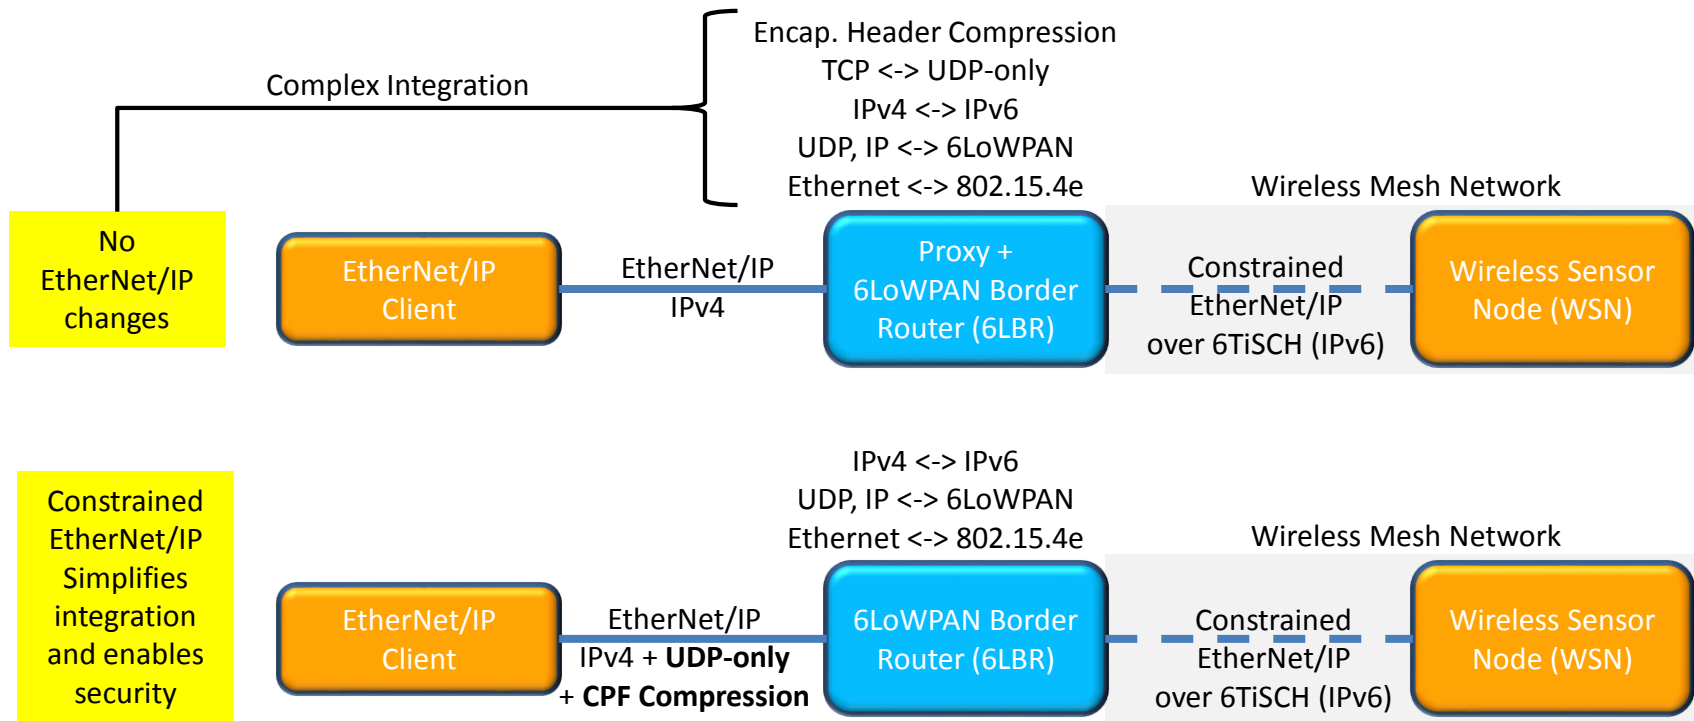 Encap. Header Compression
TCP <-> UDP-only
IPv4 <-> IPv6
UDP, IP <-> 6LoWPAN
Ethernet <-> 802.15.4e
Complex Integration
Wireless Mesh Network
No
EtherNet/IP
changes
EtherNet/IP
Client
EtherNet/IP
IPv4
Proxy +
6LoWPAN Border
Router (6LBR)
Constrained
EtherNet/IP
over 6TiSCH (IPv6)
Wireless Sensor
Node (WSN)
IPv4 <-> IPv6
UDP, IP <-> 6LoWPAN
Ethernet <-> 802.15.4e
Wireless Mesh Network
Constrained
EtherNet/IP
Simplifies
integration
and enables
security
EtherNet/IP
Client
EtherNet/IP
IPv4 + UDP-only
+ CPF Compression
6LoWPAN Border
Router (6LBR)
Constrained
EtherNet/IP
over 6TiSCH (IPv6)
Wireless Sensor
Node (WSN)